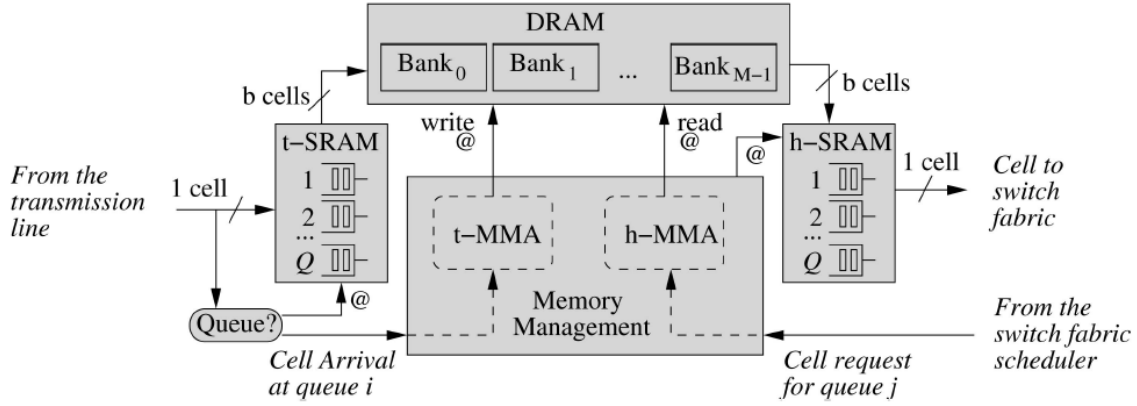 DRAM
Bank0
Bank1
...
BankM-1
b cells
write
@
read
@
b cells
t-SRAM
@
h-SRAM
From the
transmission
line
1 cell
1
2
...
Q
t-MMA
h-MMA
1
2
...
Q
1 cell
Cell to
switch
fabric
@
Queue?
Memory
Management
From the
switch fabric
scheduler
Cell Arrival
at queue i
Cell request
for queue j